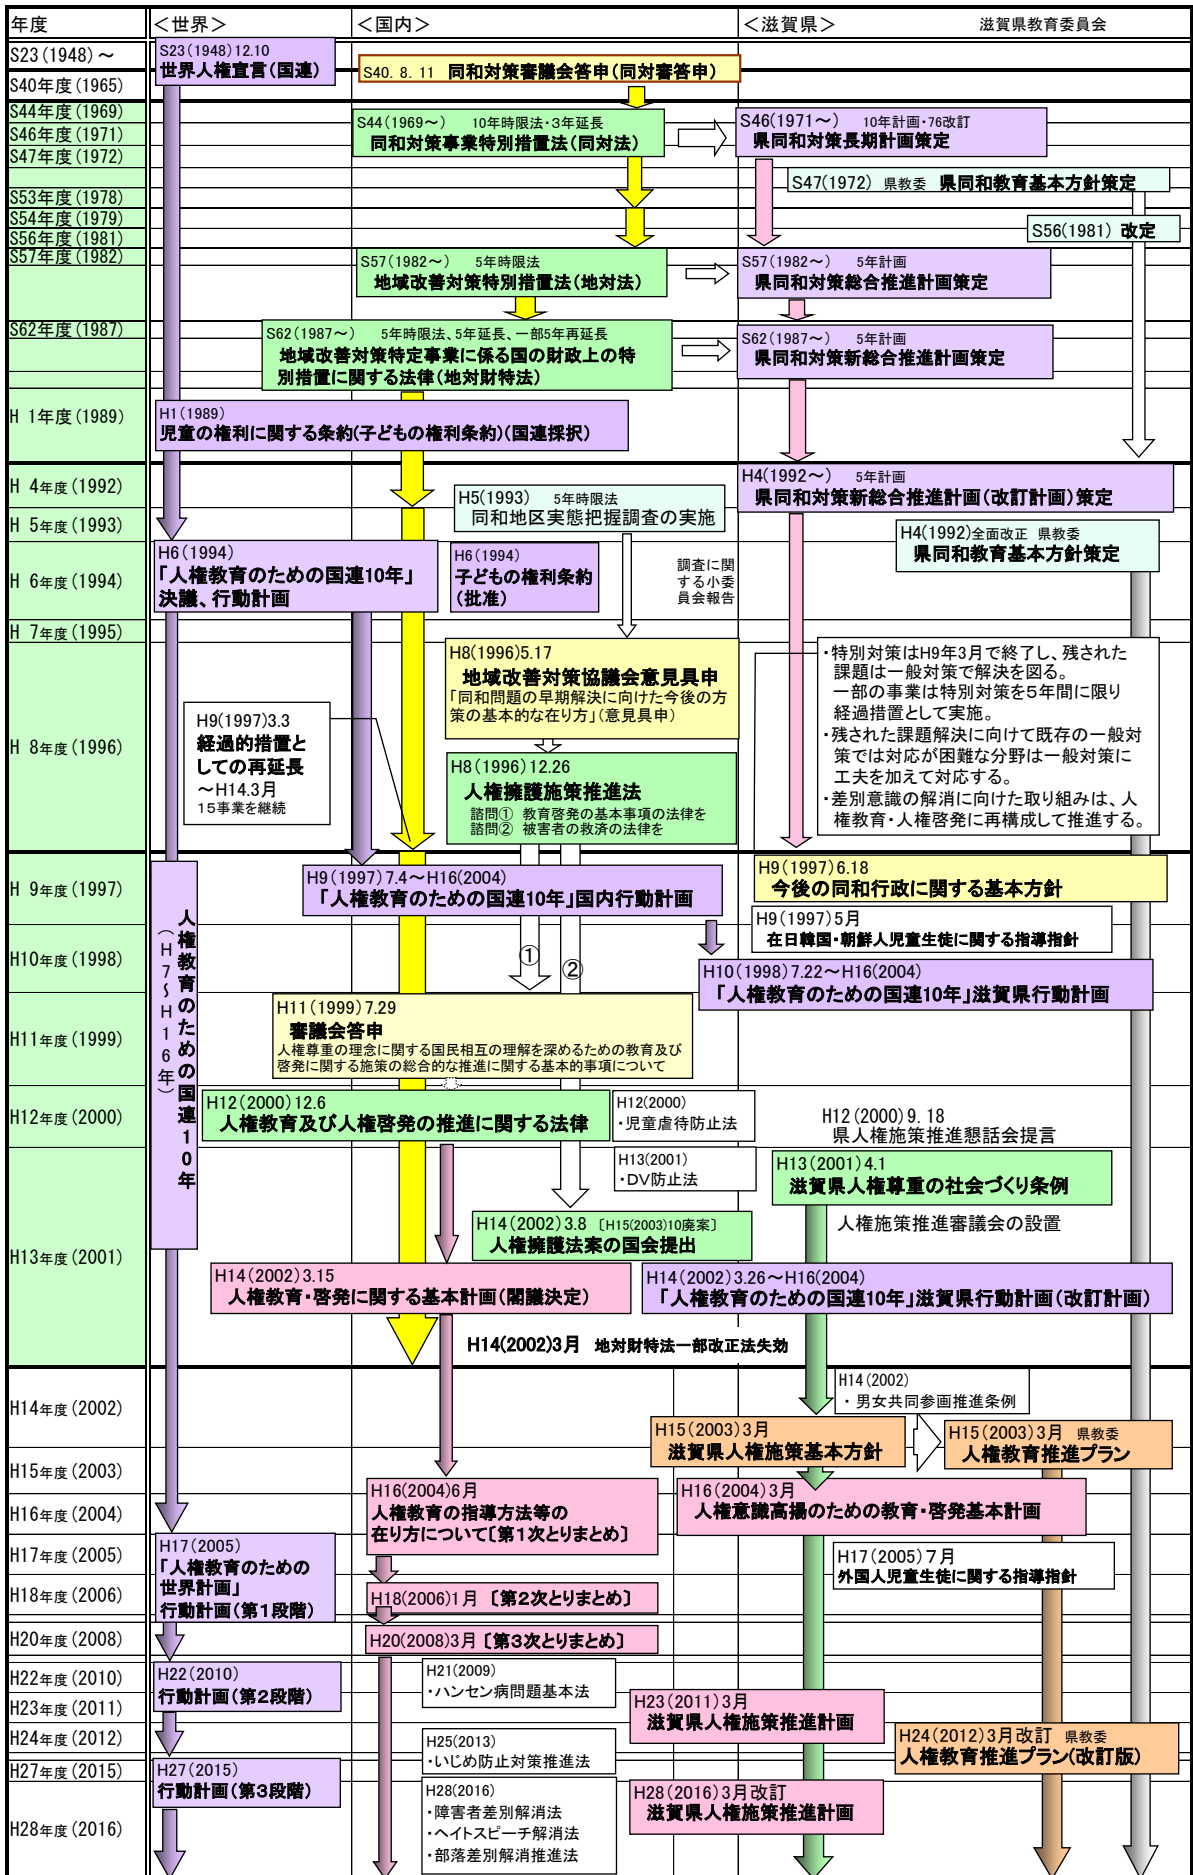 年度
＜世界＞
＜国内＞
＜滋賀県＞
滋賀県教育委員会
S23(1948)～
S23(1948)12.10
世界人権宣言(国連)
S40. 8. 11 同和対策審議会答申(同対審答申)
S40年度(1965)
S44年度(1969)
S46年度(1971)
S47年度(1972)
S44(1969～) 10年時限法・3年延長
同和対策事業特別措置法(同対法)
S46(1971～) 10年計画・76改訂
県同和対策長期計画策定
S47(1972) 県教委 県同和教育基本方針策定
S53年度(1978)
S54年度(1979)
S56年度(1981)
S56(1981) 改定
S57年度(1982)
S57(1982～) 5年時限法
地域改善対策特別措置法(地対法)
S57(1982～) 5年計画
県同和対策総合推進計画策定
S62年度(1987)
S62(1987～) 5年時限法、5年延長、一部5年再延長
地域改善対策特定事業に係る国の財政上の特
別措置に関する法律(地対財特法)
S62(1987～) 5年計画
県同和対策新総合推進計画策定
H 1年度(1989)
H1(1989)
児童の権利に関する条約(子どもの権利条約)(国連採択)
H 4年度(1992)
H4(1992～) 5年計画
県同和対策新総合推進計画(改訂計画)策定
H5(1993) 5年時限法
同和地区実態把握調査の実施
H 5年度(1993)
H4(1992)全面改正 県教委
県同和教育基本方針策定
H 6年度(1994)
H6(1994)
「人権教育のための国連10年」
決議、行動計画
H6(1994)
子どもの権利条約
(批准)
調査に関
する小委
員会報告
H 7年度(1995)
H8(1996)5.17
地域改善対策協議会意見具申
「同和問題の早期解決に向けた今後の方
策の基本的な在り方」(意見具申)
・特別対策はH9年3月で終了し、残された
課題は一般対策で解決を図る。
一部の事業は特別対策を5年間に限り
経過措置として実施。
・残された課題解決に向けて既存の一般対
策では対応が困難な分野は一般対策に
工夫を加えて対応する。
・差別意識の解消に向けた取り組みは、人
権教育・人権啓発に再構成して推進する。
H 8年度(1996)
H9(1997)3.3
経過的措置と
しての再延長
～H14.3月
15事業を継続
H8(1996)12.26
人権擁護施策推進法
諮問① 教育啓発の基本事項の法律を
諮問② 被害者の救済の法律を
H 9年度(1997)
H9(1997)7.4～H16(2004)
「人権教育のための国連10年」国内行動計画
H9(1997)6.18
今後の同和行政に関する基本方針
H9(1997)5月
在日韓国・朝鮮人児童生徒に関する指導指針
人権教育のための国連10年
(H7～H16年)
H10年度(1998)
①
②
H10(1998)7.22～H16(2004)
「人権教育のための国連10年」滋賀県行動計画
H11年度(1999)
H11(1999)7.29
審議会答申
人権尊重の理念に関する国民相互の理解を深めるための教育及び
啓発に関する施策の総合的な推進に関する基本的事項について
H12年度(2000)
H12(2000)12.6
人権教育及び人権啓発の推進に関する法律
H12(2000)
・児童虐待防止法
H12(2000)9. 18
県人権施策推進懇話会提言
H13(2001)
・DV防止法
H13(2001)4.1
滋賀県人権尊重の社会づくり条例
人権施策推進審議会の設置
H13年度(2001)
H14(2002)3.8 〔H15(2003)10廃案〕
人権擁護法案の国会提出
H14(2002)3.15
人権教育・啓発に関する基本計画(閣議決定)
H14(2002)3.26～H16(2004)
「人権教育のための国連10年」滋賀県行動計画(改訂計画)
H14(2002)3月 地対財特法一部改正法失効
H14年度(2002)
H14(2002)
・男女共同参画推進条例
H15(2003)3月
滋賀県人権施策基本方針
H15(2003)3月 県教委
人権教育推進プラン
H15年度(2003)
H16年度(2004)
H16(2004)6月
人権教育の指導方法等の
在り方について〔第1次とりまとめ〕
H16(2004)3月
人権意識高揚のための教育・啓発基本計画
H17年度(2005)
H17(2005)
「人権教育のための
世界計画」
行動計画(第1段階)
H17(2005)7月
外国人児童生徒に関する指導指針
H18年度(2006)
H18(2006)1月 〔第2次とりまとめ〕
H20年度(2008)
H20(2008)3月〔第3次とりまとめ〕
H22年度(2010)
H22(2010)
行動計画(第2段階)
H21(2009)
・ハンセン病問題基本法
H23年度(2011)
H23(2011)3月
滋賀県人権施策推進計画
H24年度(2012)
H25(2013)
・いじめ防止対策推進法
H24(2012)3月改訂 県教委
人権教育推進プラン(改訂版)
H27年度(2015)
H27(2015)
行動計画(第3段階)
H28年度(2016)
H28(2016)
・障害者差別解消法
・ヘイトスピーチ解消法
・部落差別解消推進法
H28(2016)3月改訂
滋賀県人権施策推進計画